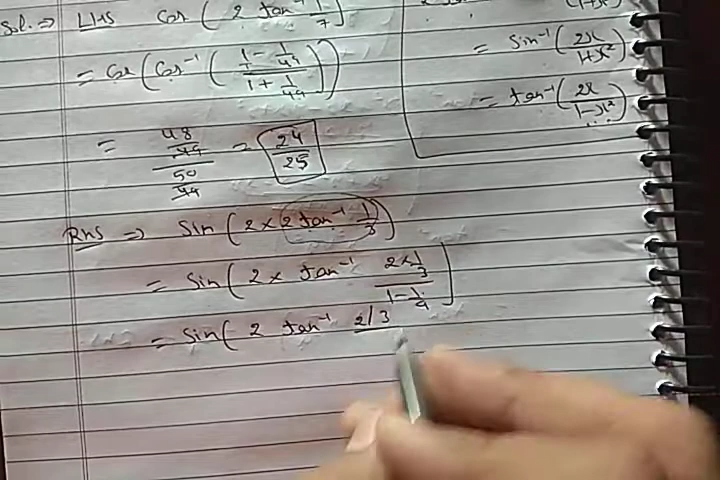 Sol. ⇒ LHS cos ( 2 tan⁻¹ 1/7 )
= cos ( cos⁻¹ ( (1 - 1/49) / (1 + 1/49) ) )
= (48/49) / (50/49) = 24/25
RHS ⇒ sin ( 2 × 2 tan⁻¹ 1/3 )
= sin ( 2 × tan⁻¹ (2 × 1/3) / (1 - 1/9) )
= sin ( 2 tan⁻¹ 2/3
(1+x²)
= sin⁻¹ ( 2x / 1+x² )
= tan⁻¹ ( 2x / 1-x² )